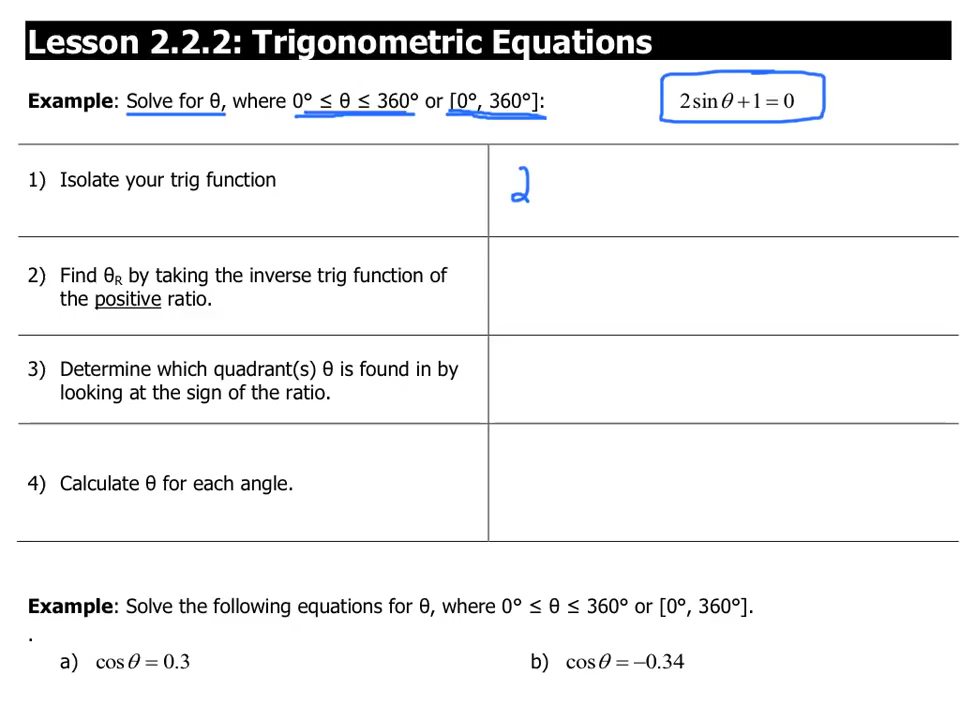 Lesson 2.2.2: Trigonometric Equations
Example: Solve for θ, where 0° ≤ θ ≤ 360° or [0°, 360°]: 2sinθ+1=0
1) Isolate your trig function 2
2) Find θR by taking the inverse trig function of
the positive ratio.
3) Determine which quadrant(s) θ is found in by
looking at the sign of the ratio.
4) Calculate θ for each angle.
Example: Solve the following equations for θ, where 0° ≤ θ ≤ 360° or [0°, 360°].
.
a) cosθ = 0.3 b) cosθ = −0.34